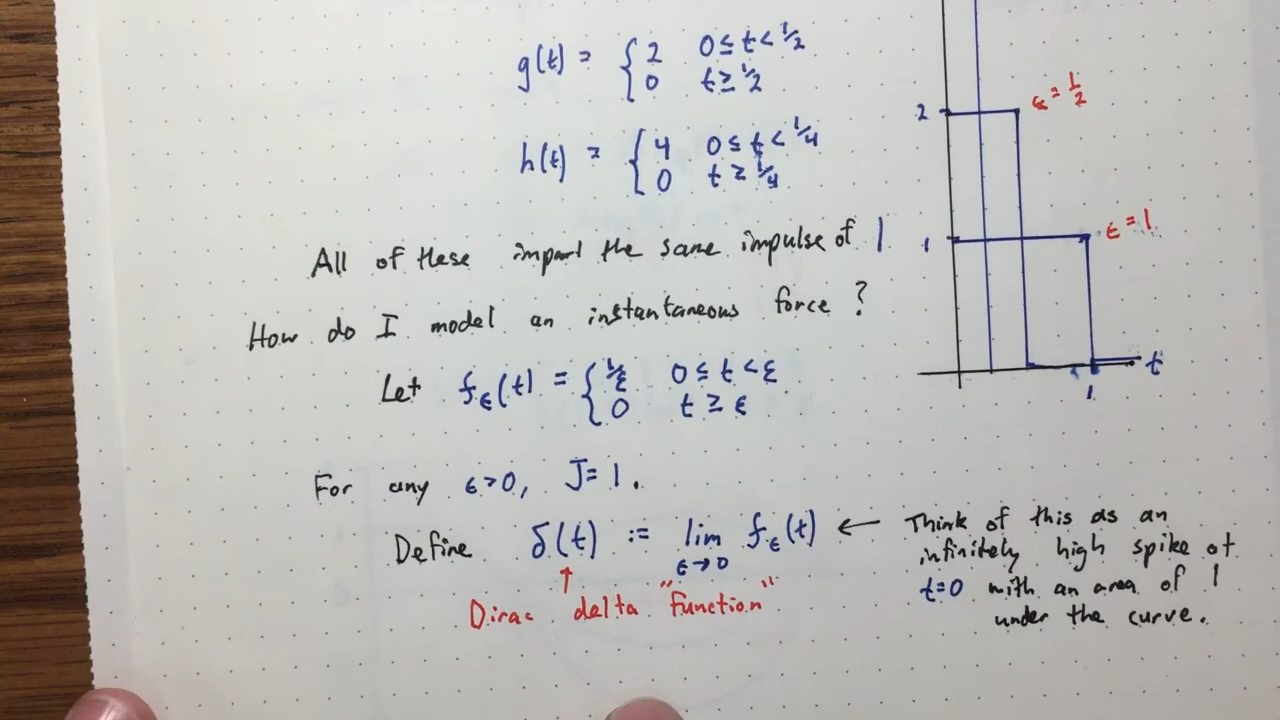 g(t) = { 2 0 ≤ t < 1/2
0 t ≥ 1/2
h(t) = { 4 0 ≤ t < 1/4
0 t ≥ 1/4
All of these impart the same impulse of 1
How do I model an instantaneous force?
Let fε(t) = { 1/ε 0 ≤ t < ε
0 t ≥ ε
For any ε>0, J=1.
Define δ(t) := lim ε→0 fε(t) ← Think of this as an
infinitely high spike at
t=0 with an area of 1
under the curve.
↑
Dirac delta "function"
2
ε = 1/2
1
ε = 1
t
1